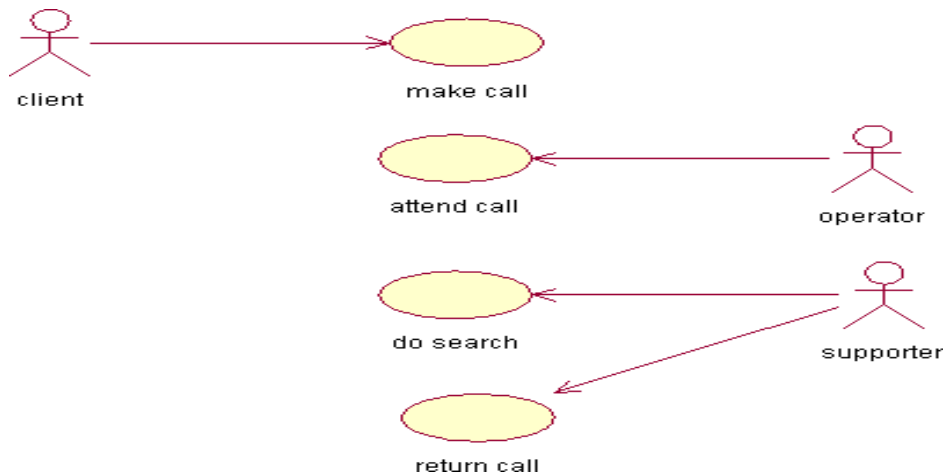 client
make call
attend call
operator
do search
supporter
return call